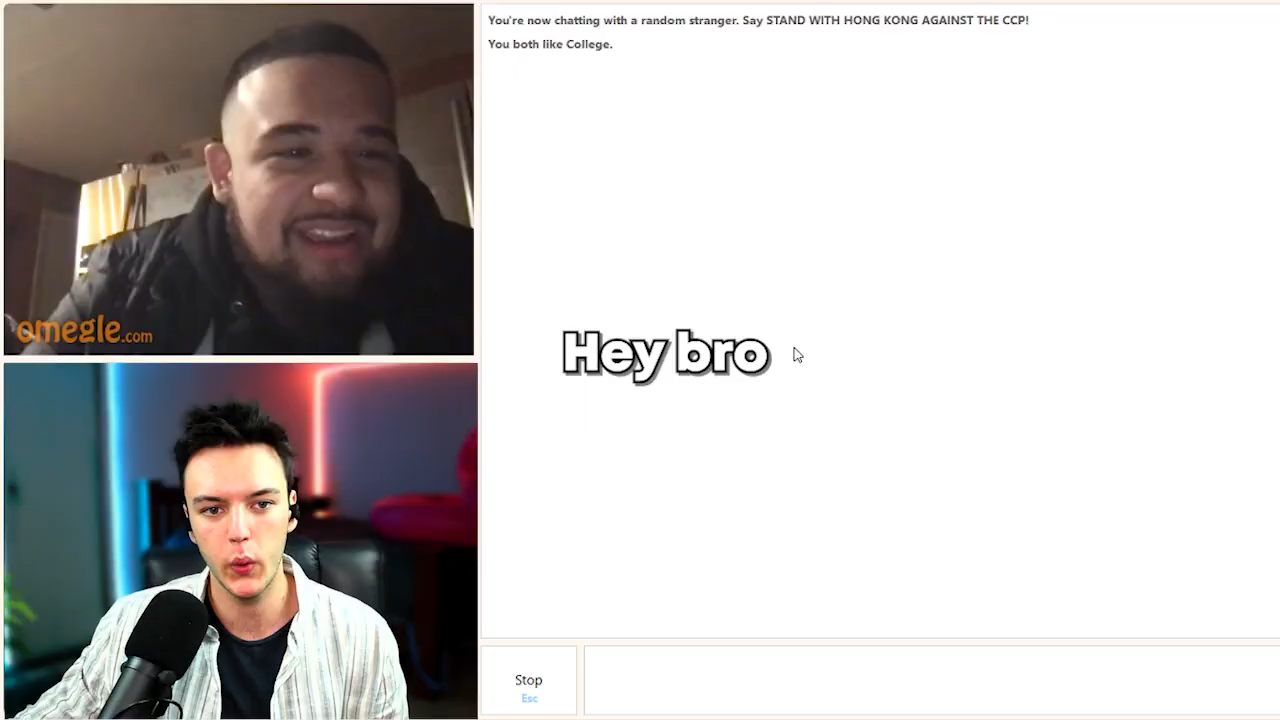 You're now chatting with a random stranger. Say STAND WITH HONG KONG AGAINST THE CCP!
You both like College.
omegle.com
Hey bro
Stop
Esc